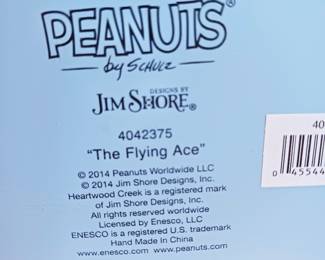 PEANUTS®
by SCHULZ
DESIGNS BY
JIM SHORE®
4042375
"The Flying Ace"
© 2014 Peanuts Worldwide LLC
© 2014 Jim Shore Designs, Inc.
Heartwood Creek is a registered mark
of Jim Shore Designs, Inc.
All rights reserved worldwide
Licensed by Enesco, LLC
ENESCO is a registered U.S. trademark
Hand Made In China
www.enesco.com www.peanuts.com
40
0 45544